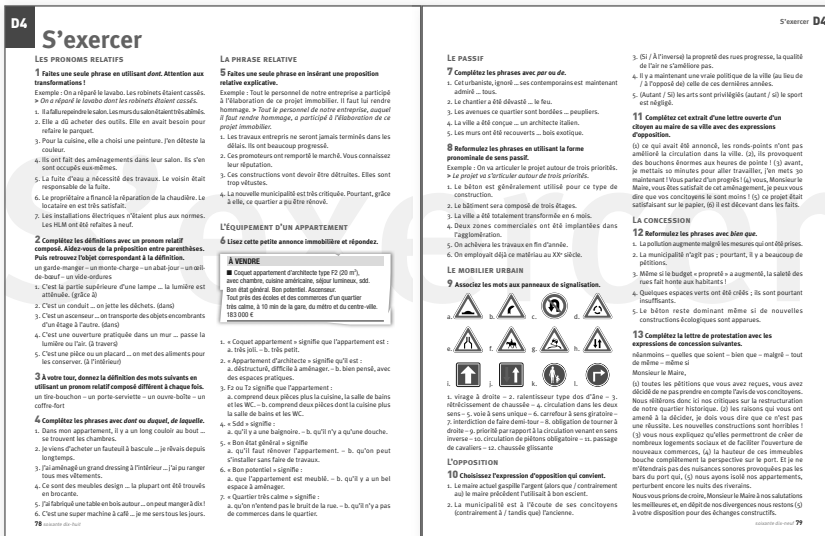 D4
S'exercer
LES PRONOMS RELATIFS
1 Faites une seule phrase en utilisant dont. Attention aux
transformations !
Exemple : On a réparé le lavabo. Les robinets étaient cassés.
> On a réparé le lavabo dont les robinets étaient cassés.
1. Il a fallu repeindre le salon. Les murs du salon étaient très abîmés.
2. Elle a dû acheter des outils. Elle en avait besoin pour
refaire le parquet.
3. Pour la cuisine, elle a choisi une peinture. J'en déteste la
couleur.
4. Ils ont fait des aménagements dans leur salon. Ils s'en
sont occupés eux-mêmes.
5. La fuite d'eau a nécessité des travaux. Le voisin était
responsable de la fuite.
6. Le propriétaire a financé la réparation de la chaudière. Le
locataire en est très satisfait.
7. Les installations électriques n'étaient plus aux normes.
Les HLM ont été refaites à neuf.
2 Complétez les définitions avec un pronom relatif
composé. Aidez-vous de la préposition entre parenthèses.
Puis retrouvez l'objet correspondant à la définition.
un garde-manger – un monte-charge – un abat-jour – un œil-
de-bœuf – un vide-ordures
1. C'est la partie supérieure d'une lampe ... la lumière est
atténuée. (grâce à)
2. C'est un conduit ... on jette les déchets. (dans)
3. C'est un ascenseur ... on transporte des objets encombrants
d'un étage à l'autre. (dans)
4. C'est une ouverture pratiquée dans un mur ... passe la
lumière ou l'air. (à travers)
5. C'est une pièce ou un placard ... on met des aliments pour
les conserver. (à l'intérieur)
3 À votre tour, donnez la définition des mots suivants en
utilisant un pronom relatif composé différent à chaque fois.
un tire-bouchon – un porte-serviette – un ouvre-boîte – un
coffre-fort
4 Complétez les phrases avec dont ou duquel, de laquelle.
1. Dans mon appartement, il y a un long couloir au bout ...
se trouvent les chambres.
2. Je viens d'acheter un fauteuil à bascule ... je rêvais depuis
longtemps.
3. J'ai aménagé un grand dressing à l'intérieur ... j'ai pu ranger
tous mes vêtements.
4. Ce sont des meubles design ... la plupart ont été trouvés
en brocante.
5. J'ai fabriqué une table en bois autour ... on peut manger à dix !
6. C'est une super machine à café ... je me sers tous les jours.
78 soixante dix-huit
LA PHRASE RELATIVE
5 Faites une seule phrase en insérant une proposition
relative explicative.
Exemple : Tout le personnel de notre entreprise a participé
à l'élaboration de ce projet immobilier. Il faut lui rendre
hommage. > Tout le personnel de notre entreprise, auquel
il faut rendre hommage, a participé à l'élaboration de ce
projet immobilier.
1. Les travaux entrepris ne seront jamais terminés dans les
délais. Ils ont beaucoup progressé.
2. Ces promoteurs ont remporté le marché. Vous connaissez
leur réputation.
3. Ces constructions vont devoir être détruites. Elles sont
trop vétustes.
4. La nouvelle municipalité est très critiquée. Pourtant, grâce
à elle, ce quartier a pu être rénové.
L'ÉQUIPEMENT D'UN APPARTEMENT
6 Lisez cette petite annonce immobilière et répondez.
À VENDRE
■ Coquet appartement d'architecte type F2 (20 m²),
avec chambre, cuisine américaine, séjour lumineux, sdd.
Bon état général. Bon potentiel. Ascenseur.
Tout près des écoles et des commerces d'un quartier
très calme, à 10 min de la gare, du métro et du centre-ville.
183 000 €
1. « Coquet appartement » signifie que l'appartement est :
a. très joli. – b. très petit.
2. « Appartement d'architecte » signifie qu'il est :
a. déstructuré, difficile à aménager. – b. bien pensé, avec
des espaces pratiques.
3. F2 ou T2 signifie que l'appartement :
a. comprend deux pièces plus la cuisine, la salle de bains
et les WC. – b. comprend deux pièces dont la cuisine plus
la salle de bains et les WC.
4. « Sdd » signifie :
a. qu'il y a une baignoire. – b. qu'il n'y a qu'une douche.
5. « Bon état général » signifie
a. qu'il faut rénover l'appartement. – b. qu'on peut
s'installer sans faire de travaux.
6. « Bon potentiel » signifie :
a. que l'appartement est meublé. – b. qu'il y a un bel
espace à aménager.
7. « Quartier très calme » signifie :
a. qu'on n'entend pas le bruit de la rue. – b. qu'il n'y a pas
de commerces dans le quartier.
S'exercer D4
LE PASSIF
7 Complétez les phrases avec par ou de.
1. Cet urbaniste, ignoré ... ses contemporains est maintenant
admiré ... tous.
2. Le chantier a été dévasté ... le feu.
3. Les avenues ce quartier sont bordées ... peupliers.
4. La ville a été conçue ... un architecte italien.
5. Les murs ont été recouverts ... bois exotique.
8 Reformulez les phrases en utilisant la forme
pronominale de sens passif.
Exemple : On va articuler le projet autour de trois priorités.
> Le projet va s'articuler autour de trois priorités.
1. Le béton est généralement utilisé pour ce type de
construction.
2. Le bâtiment sera composé de trois étages.
3. La ville a été totalement transformée en 6 mois.
4. Deux zones commerciales ont été implantées dans
l'agglomération.
5. On achèvera les travaux en fin d'année.
6. On employait déjà ce matériau au XXe siècle.
LE MOBILIER URBAIN
9 Associez les mots aux panneaux de signalisation.
a. b. c. d.
e. f. g. h.
i. j. k. l.
1. virage à droite – 2. ralentisseur type dos d'âne – 3.
rétrécissement de chaussée – 4. circulation dans les deux
sens – 5. voie à sens unique – 6. carrefour à sens giratoire –
7. interdiction de faire demi-tour – 8. obligation de tourner à
droite – 9. priorité par rapport à la circulation venant en sens
inverse – 10. circulation de piétons obligatoire – 11. passage
de cavaliers – 12. chaussée glissante
L'OPPOSITION
10 Choisissez l'expression d'opposition qui convient.
1. Le maire actuel gaspille l'argent (alors que / contrairement
au) le maire précédent l'utilisait à bon escient.
2. La municipalité est à l'écoute de ses concitoyens
(contrairement à / tandis que) l'ancienne.
3. (Si / À l'inverse) la propreté des rues progresse, la qualité
de l'air ne s'améliore pas.
4. Il y a maintenant une vraie politique de la ville (au lieu de
/ à l'opposé de) celle de ces dernières années.
5. (Autant / Si) les arts sont privilégiés (autant / si) le sport
est négligé.
11 Complétez cet extrait d'une lettre ouverte d'un
citoyen au maire de sa ville avec des expressions
d'opposition.
(1) ce qui avait été annoncé, les ronds-points n'ont pas
amélioré la circulation dans la ville. (2), ils provoquent
des bouchons énormes aux heures de pointe ! (3) avant,
je mettais 10 minutes pour aller travailler, j'en mets 30
maintenant ! Vous parlez d'un progrès ! (4) vous, Monsieur le
Maire, vous êtes satisfait de cet aménagement, je peux vous
dire que vos concitoyens le sont moins ! (5) ce projet était
satisfaisant sur le papier, (6) il est décevant dans les faits.
LA CONCESSION
12 Reformulez les phrases avec bien que.
1. La pollution augmente malgré les mesures qui ont été prises.
2. La municipalité n'agit pas ; pourtant, il y a beaucoup de
pétitions.
3. Même si le budget « propreté » a augmenté, la saleté des
rues fait honte aux habitants !
4. Quelques espaces verts ont été créés ; ils sont pourtant
insuffisants.
5. Le béton reste dominant même si de nouvelles
constructions écologiques sont apparues.
13 Complétez la lettre de protestation avec les
expressions de concession suivantes.
néanmoins – quelles que soient – bien que – malgré – tout
de même – même si
Monsieur le Maire,
(1) toutes les pétitions que vous avez reçues, vous avez
décidé de ne pas prendre en compte l'avis de vos concitoyens.
Nous réitérons donc ici nos critiques sur la restructuration
de notre quartier historique. (2) les raisons qui vous ont
amené à la décider, je dois vous dire que ce n'est pas
une réussite. Les nouvelles constructions sont horribles !
(3) vous nous expliquez qu'elles permettront de créer de
nombreux logements sociaux et de faciliter l'ouverture de
nouveaux commerces, (4) la hauteur de ces immeubles
bouche complètement la perspective sur le port. Et je ne
m'étendrai pas des nuisances sonores provoquées pas les
bars du port qui, (5) nous ayons isolé nos appartements,
perturbent encore les nuits des riverains.
Nous vous prions de croire, Monsieur le Maire à nos salutations
les meilleures et, en dépit de nos divergences nous restons (5)
à votre disposition pour des échanges constructifs.
soixante dix-neuf 79